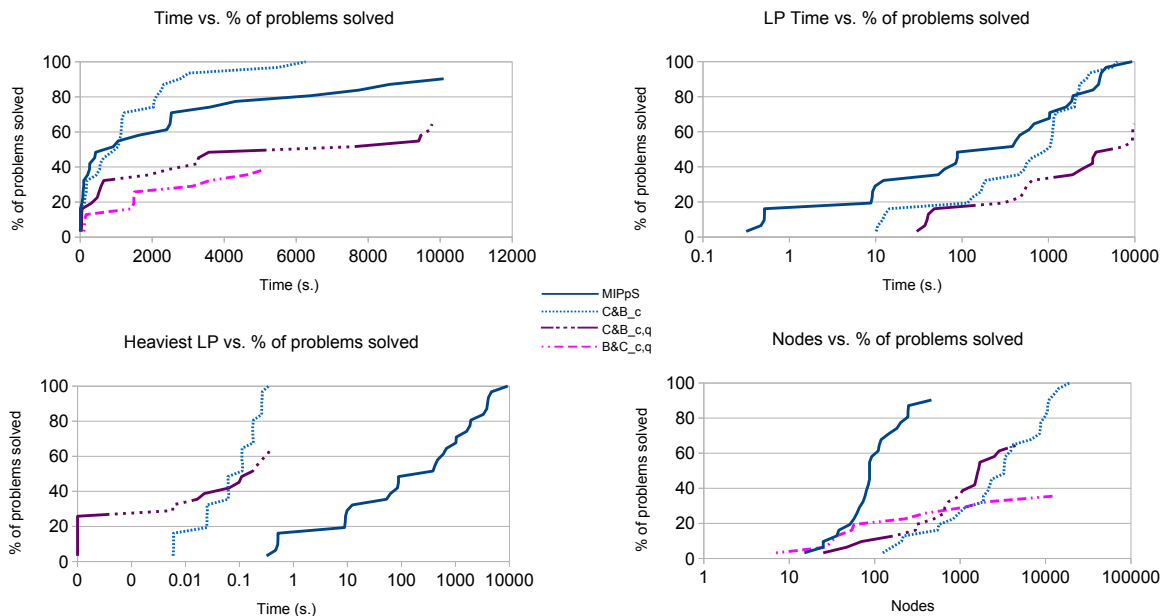 Time vs. % of problems solved
LP Time vs. % of problems solved
% of problems solved
100
80
60
40
20
0
0 2000 4000 6000 8000 10000 12000
Time (s.)
% of problems solved
100
80
60
40
20
0
0.1 1 10 100 1000 10000
Time (s.)
MIPpS
C&B_c
C&B_c,q
B&C_c,q
Heaviest LP vs. % of problems solved
Nodes vs. % of problems solved
% of problems solved
100
80
60
40
20
0
0 0 0.01 0.1 1 10 100 1000 10000
Time (s.)
% of problems solved
100
80
60
40
20
0
1 10 100 1000 10000 100000
Nodes